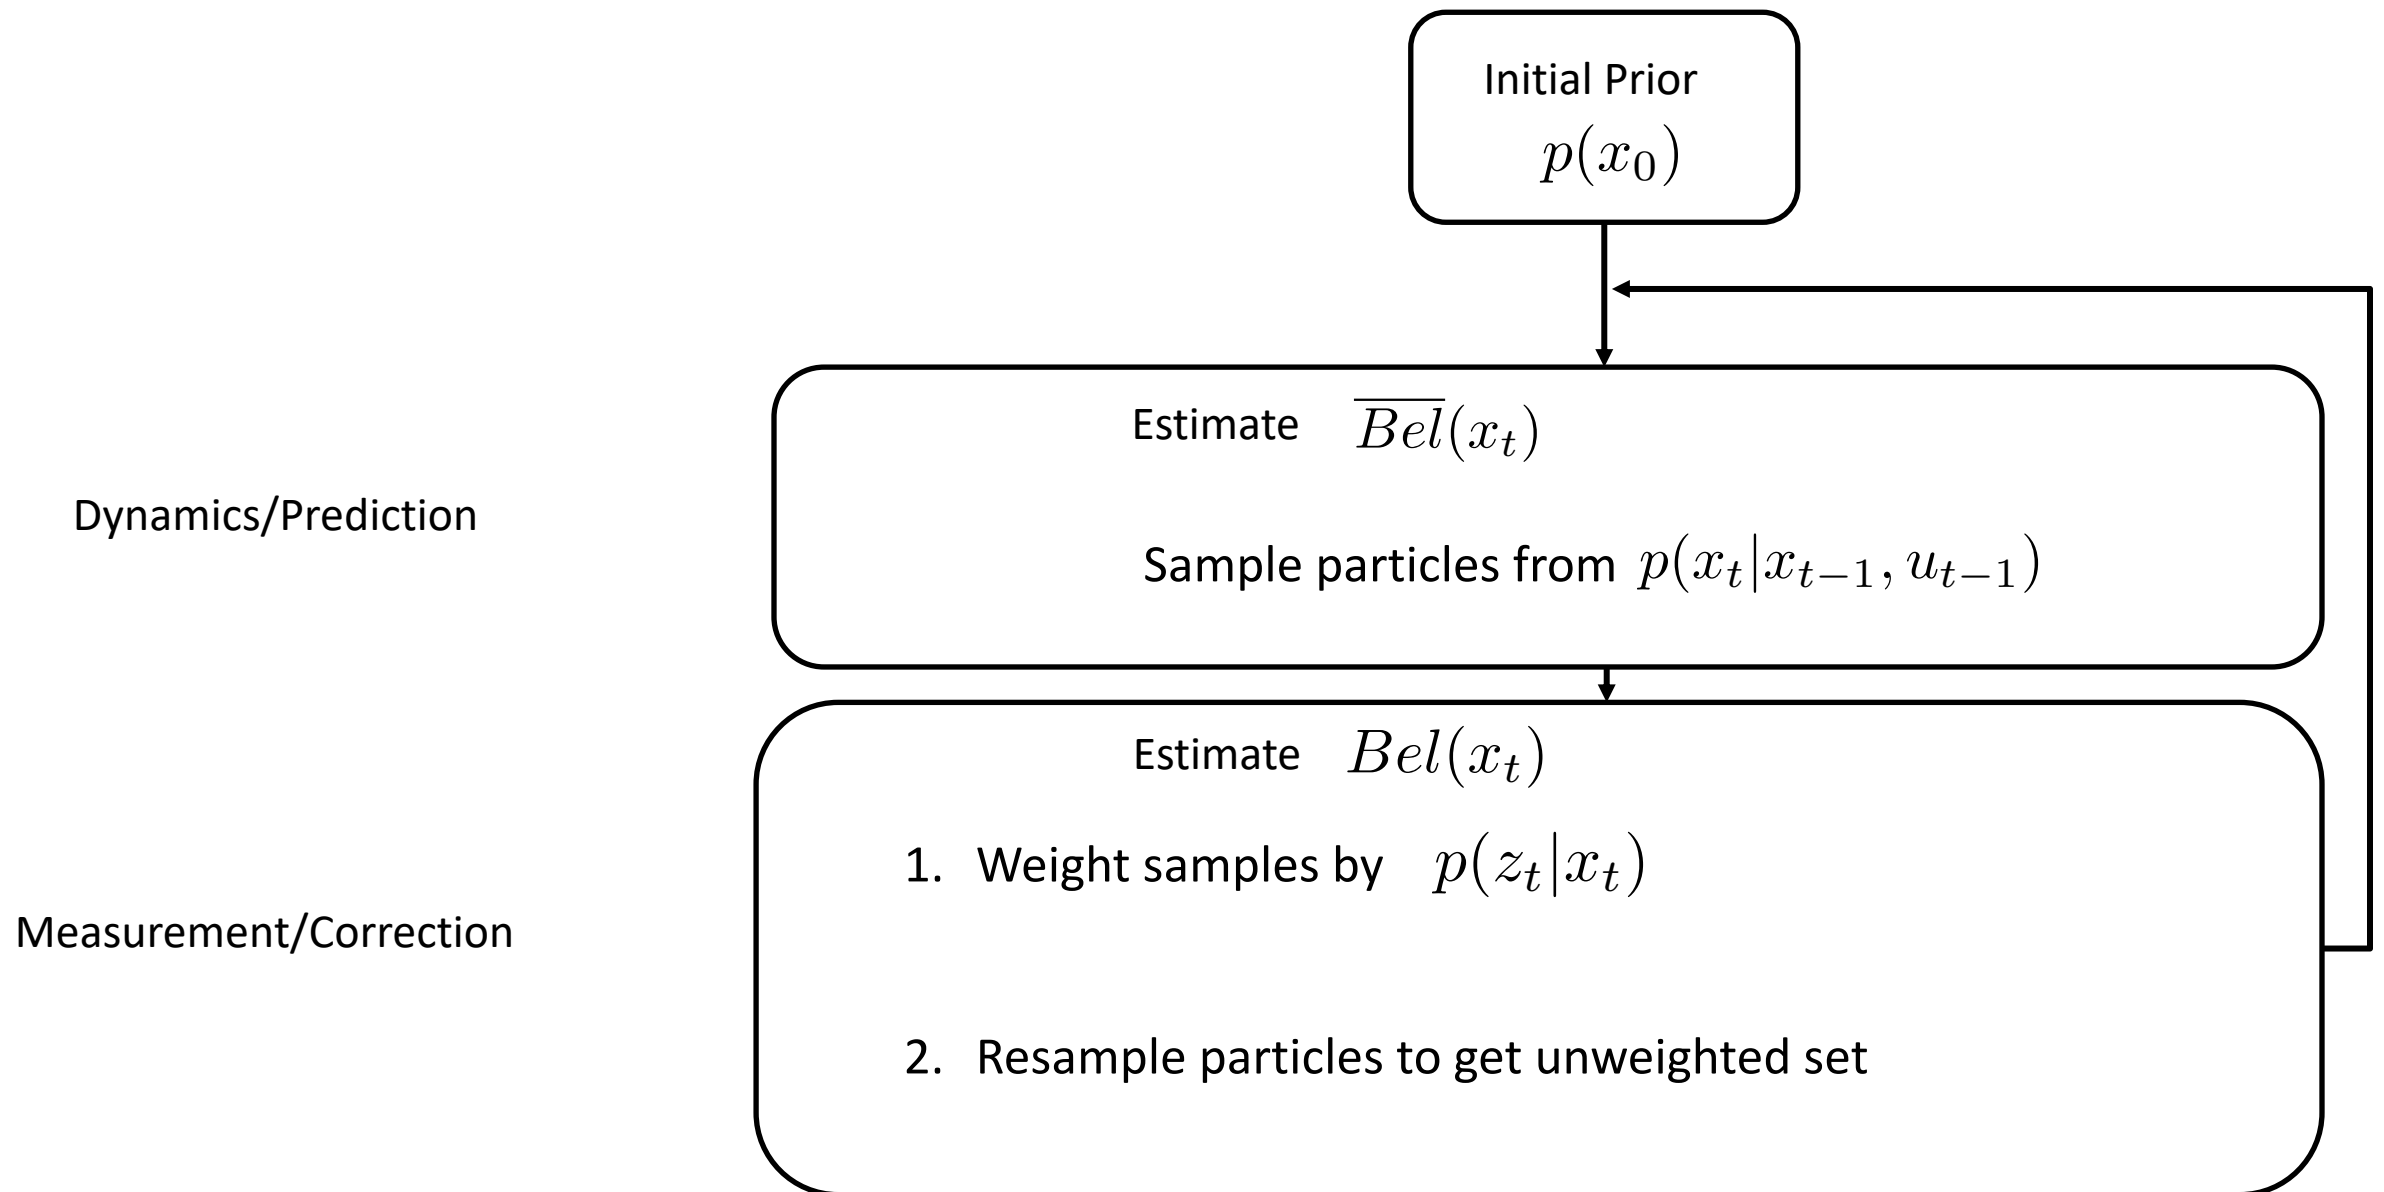 Initial Prior
$p(x_0)$
Estimate $\overline{Bel}(x_t)$
Dynamics/Prediction
Sample particles from $p(x_t|x_{t-1}, u_{t-1})$
Estimate $Bel(x_t)$
1. Weight samples by $p(z_t|x_t)$
Measurement/Correction
2. Resample particles to get unweighted set